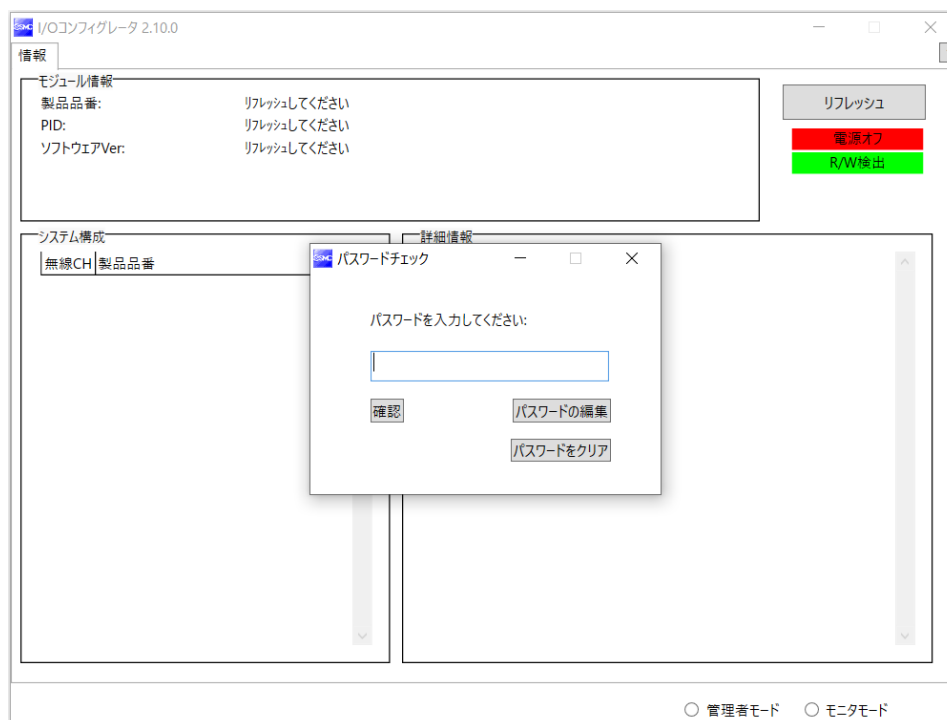 SMC I/Oコンフィグレータ 2.10.0
情報
モジュール情報
製品品番: リフレッシュしてください
PID: リフレッシュしてください
ソフトウェアVer: リフレッシュしてください
リフレッシュ
電源オフ
R/W検出
システム構成
無線CH 製品品番
詳細情報
SMC パスワードチェック
パスワードを入力してください:
確認
パスワードの編集
パスワードをクリア
管理者モード モニタモード